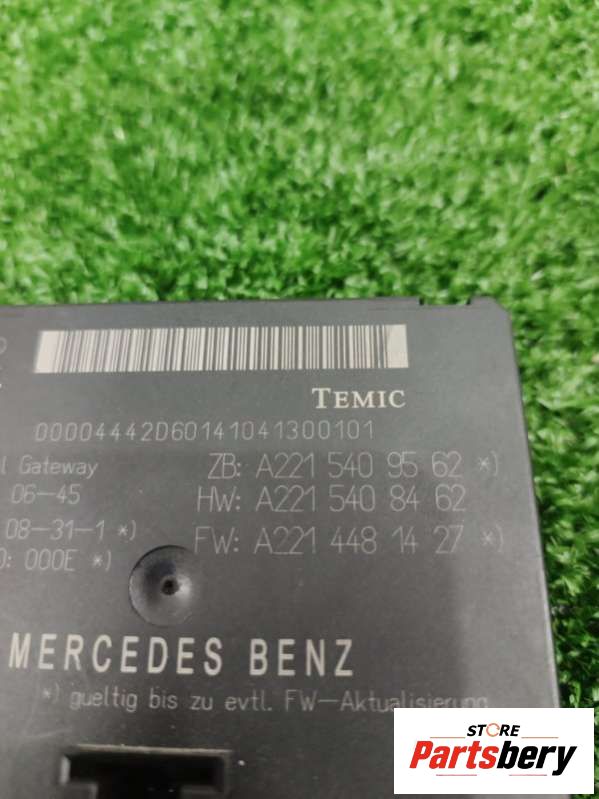 TEMIC
00004442D60141041300101
Gateway ZB: A221 540 95 62 *)
06-45 HW: A221 540 84 62
08-31-1 *) FW: A221 448 14 27 *)
000E *)
MERCEDES BENZ
*) gueltig bis zu evtl. FW-Aktualisierung
STORE
Partsbery